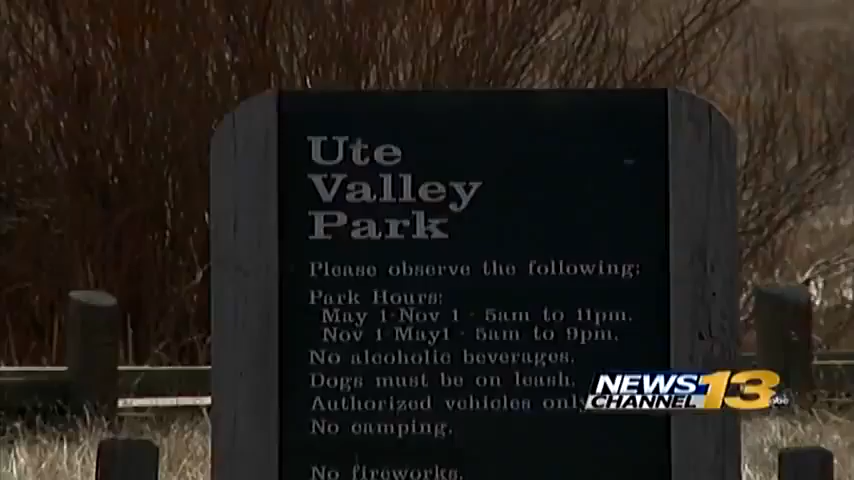 Ute
Valley
Park
Please observe the following:
Park Hours:
May 1-Nov 1 - 5am to 11pm.
Nov 1-May1 - 5am to 9pm.
No alcoholic beverages.
Dogs must be on leash.
Authorized vehicles only
No camping.
No fireworks.
NEWS
CHANNEL 13 abc